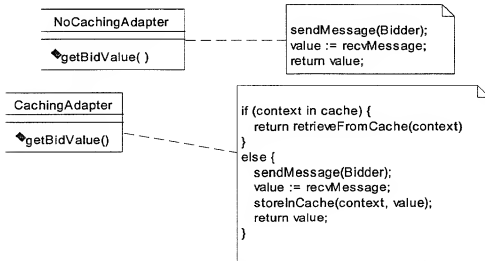 NoCachingAdapter
getBidValue( )
sendMessage(Bidder);
value := recvMessage;
return value;
CachingAdapter
getBidValue()
if (context in cache) {
return retrieveFromCache(context)
}
else {
sendMessage(Bidder);
value := recvMessage;
storeInCache(context, value);
return value;
}